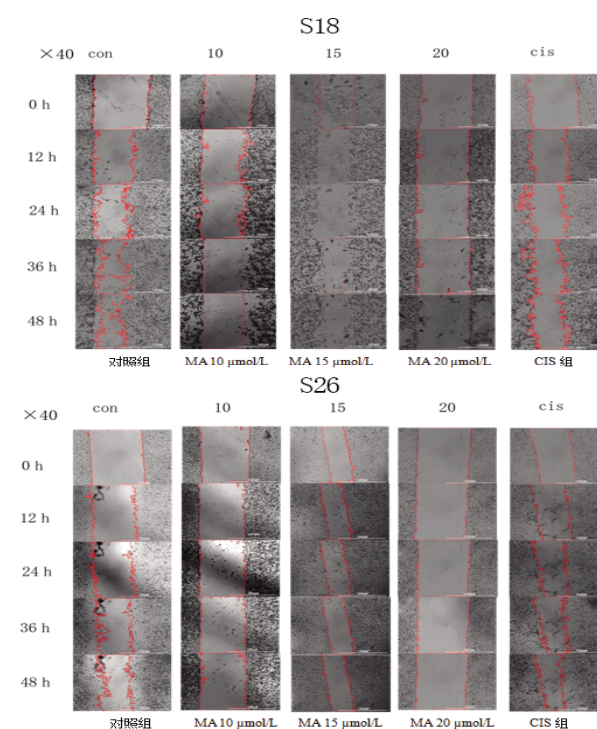 S18
×40 con 10 15 20 cis
0 h
12 h
24 h
36 h
48 h
对照组 MA 10 μmol/L MA 15 μmol/L MA 20 μmol/L CIS 组
S26
×40 con 10 15 20 cis
0 h
12 h
24 h
36 h
48 h
对照组 MA 10 μmol/L MA 15 μmol/L MA 20 μmol/L CIS 组